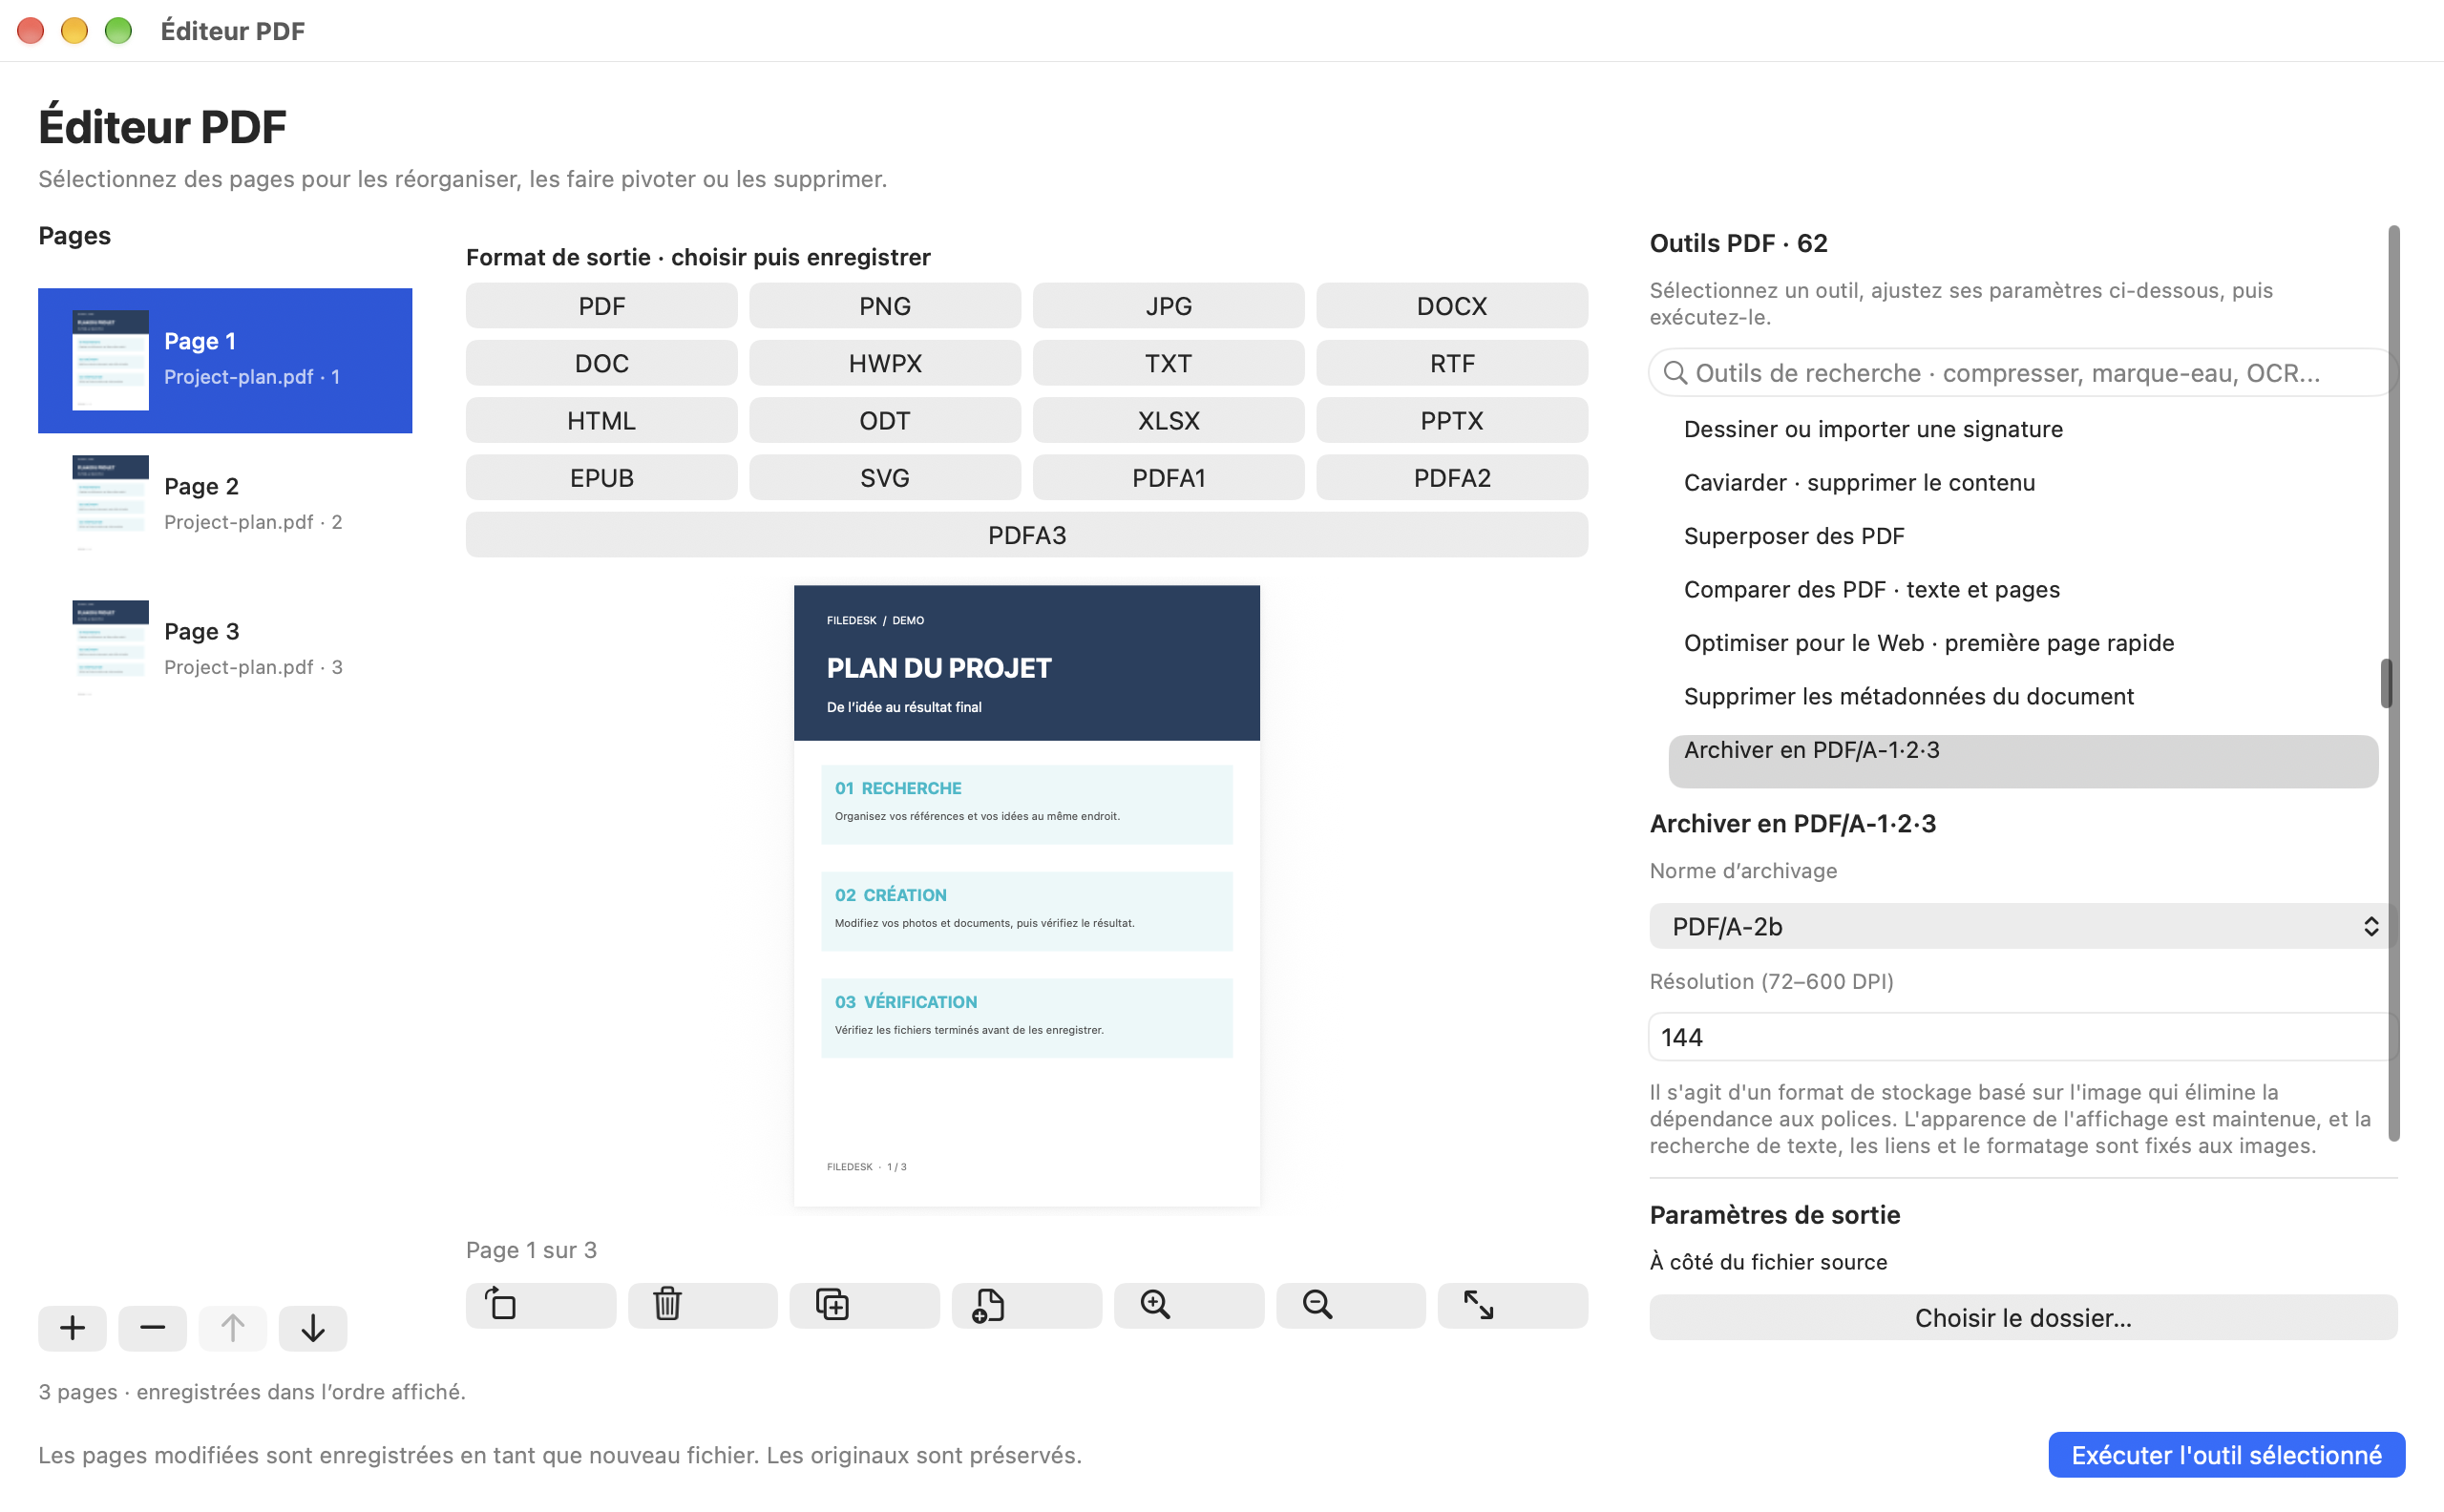 Éditeur PDF
Éditeur PDF
Sélectionnez des pages pour les réorganiser, les faire pivoter ou les supprimer.
Pages
Page 1
Project-plan.pdf · 1
Page 2
Project-plan.pdf · 2
Page 3
Project-plan.pdf · 3
3 pages · enregistrées dans l’ordre affiché.
Format de sortie · choisir puis enregistrer
PDF
PNG
JPG
DOCX
DOC
HWPX
TXT
RTF
HTML
ODT
XLSX
PPTX
EPUB
SVG
PDFA1
PDFA2
PDFA3
FILEDESK / DEMO
PLAN DU PROJET
De l’idée au résultat final
01 RECHERCHE
Organisez vos références et vos idées au même endroit.
02 CRÉATION
Modifiez vos photos et documents, puis vérifiez le résultat.
03 VÉRIFICATION
Vérifiez les fichiers terminés avant de les enregistrer.
FILEDESK · 1 / 3
Page 1 sur 3
Outils PDF · 62
Sélectionnez un outil, ajustez ses paramètres ci-dessous, puis
exécutez-le.
Outils de recherche · compresser, marque-eau, OCR...
Dessiner ou importer une signature
Caviarder · supprimer le contenu
Superposer des PDF
Comparer des PDF · texte et pages
Optimiser pour le Web · première page rapide
Supprimer les métadonnées du document
Archiver en PDF/A-1·2·3
Archiver en PDF/A-1·2·3
Norme d’archivage
PDF/A-2b
Résolution (72–600 DPI)
144
Il s'agit d'un format de stockage basé sur l'image qui élimine la
dépendance aux polices. L'apparence de l'affichage est maintenue, et la
recherche de texte, les liens et le formatage sont fixés aux images.
Paramètres de sortie
À côté du fichier source
Choisir le dossier...
Les pages modifiées sont enregistrées en tant que nouveau fichier. Les originaux sont préservés.
Exécuter l'outil sélectionné